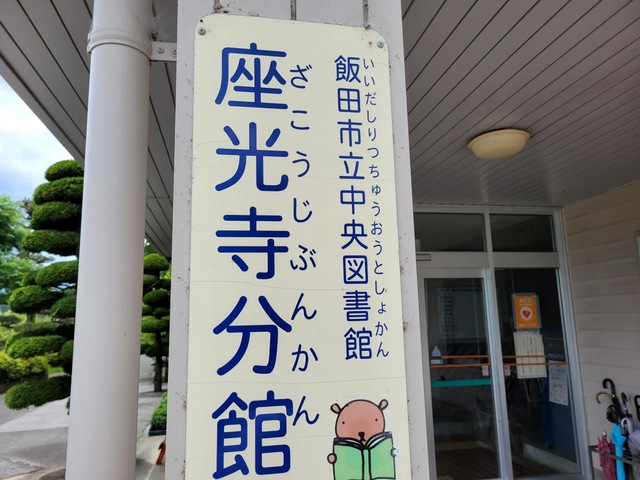 飯田市立中央図書館
いいだしりつちゅうおうとしょかん
座光寺分館
ざこうじぶんかん
AED